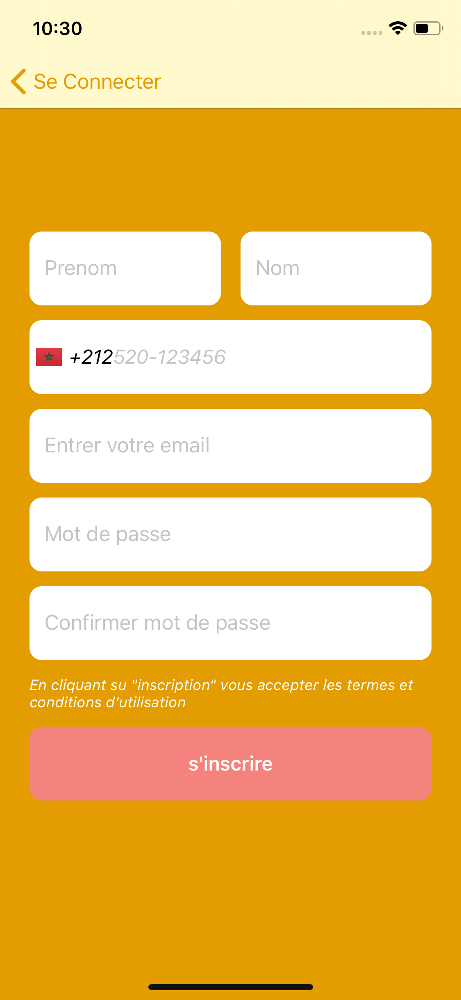 10:30
Se Connecter
Prenom
Nom
+212520-123456
Entrer votre email
Mot de passe
Confirmer mot de passe
En cliquant su "inscription" vous accepter les termes et
conditions d'utilisation
s'inscrire